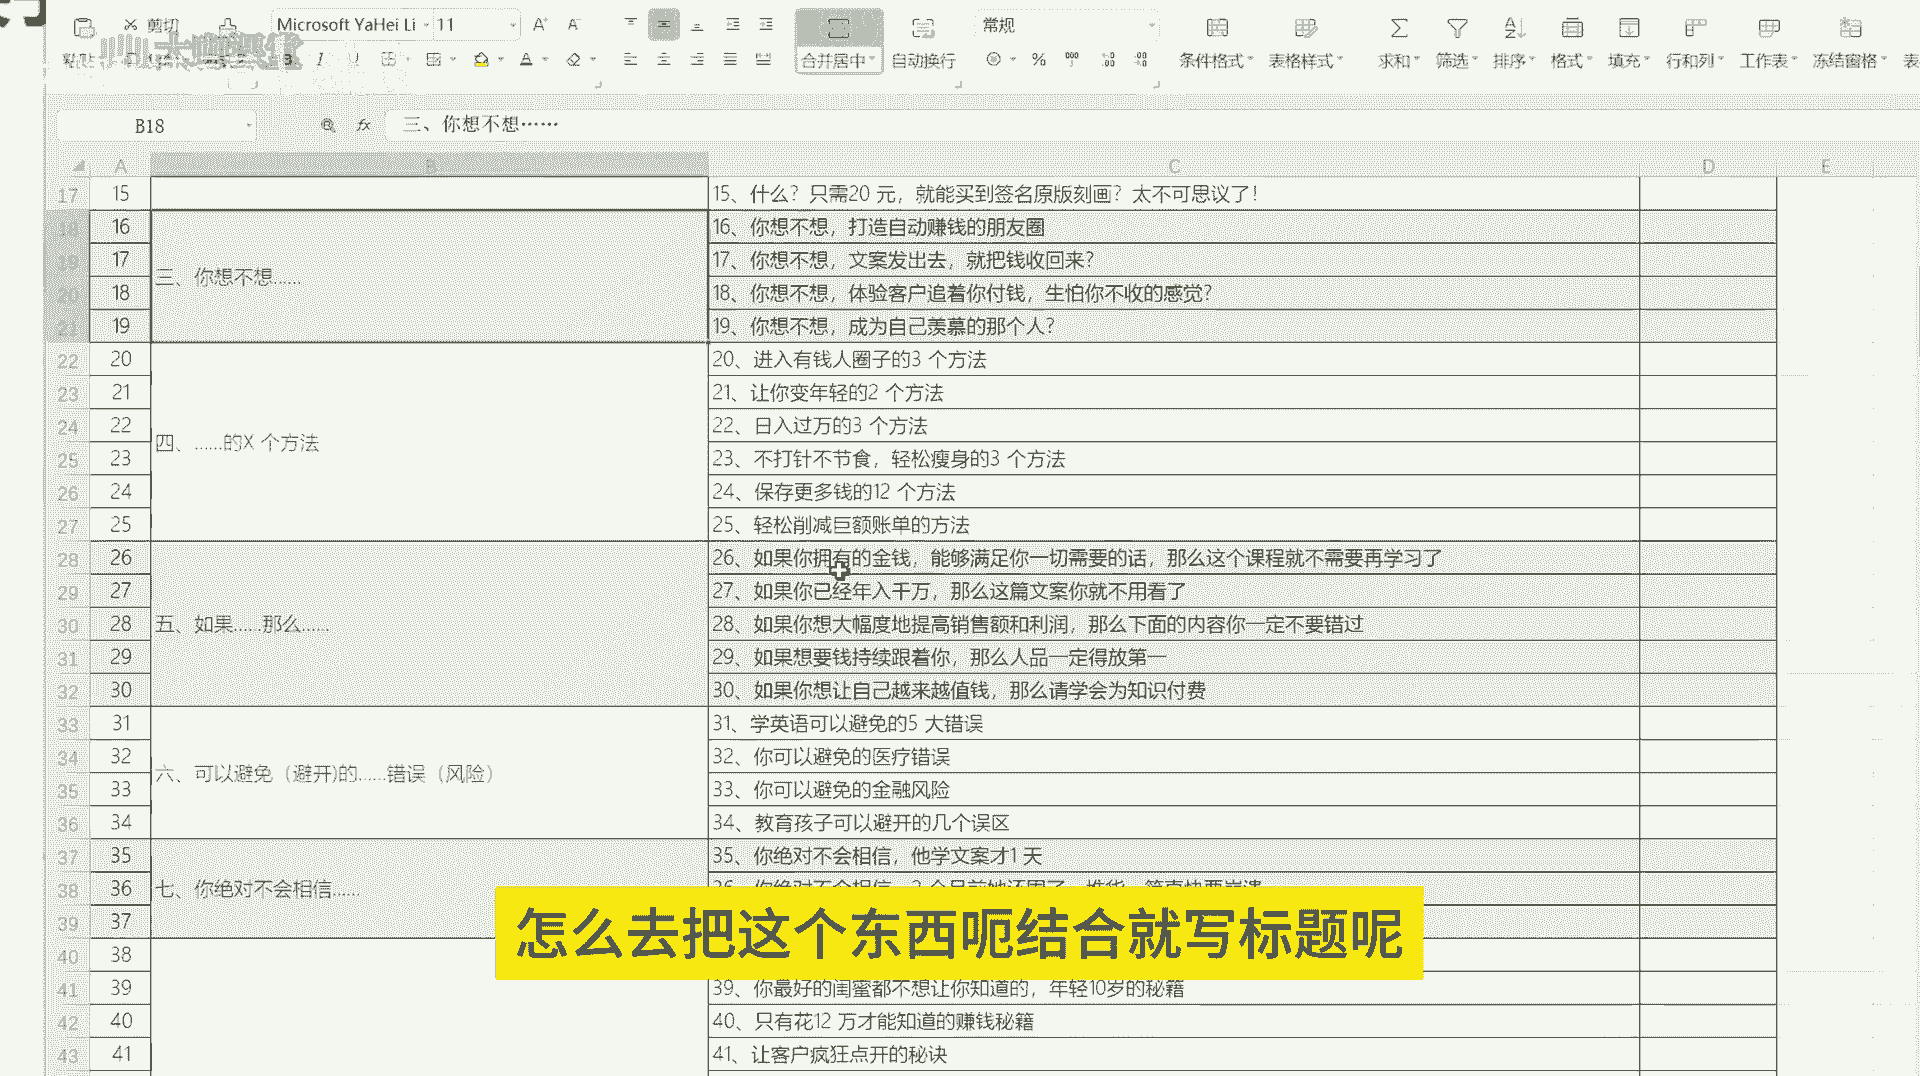 剪切
Microsoft YaHei Li
11
常规
合并居中
自动换行
条件格式
表格样式
求和
筛选
排序
格式
填充
行和列
工作表
冻结窗格
B18
fx
三、你想不想……
A
B
C
D
E
17 15 15、什么？只需20 元，就能买到签名原版刻画？太不可思议了！
18 16 三、你想不想…… 16、你想不想，打造自动赚钱的朋友圈
19 17 17、你想不想，文案发出去，就把钱收回来？
20 18 18、你想不想，体验客户追着你付钱，生怕你不收的感觉？
21 19 19、你想不想，成为自己羡慕的那个人？
22 20 20、进入有钱人圈子的3 个方法
23 21 21、让你变年轻的2 个方法
24 22 四、……的X 个方法 22、日入过万的3 个方法
25 23 23、不打针不节食，轻松瘦身的3 个方法
26 24 24、保存更多钱的12 个方法
27 25 25、轻松削减巨额账单的方法
28 26 26、如果你拥有的金钱，能够满足你一切需要的话，那么这个课程就不需要再学习了
29 27 27、如果你已经年入千万，那么这篇文案你就不用看了
30 28 五、如果……那么…… 28、如果你想大幅度地提高销售额和利润，那么下面的内容你一定不要错过
31 29 29、如果想要钱持续跟着你，那么人品一定得放第一
32 30 30、如果你想让自己越来越值钱，那么请学会为知识付费
33 31 31、学英语可以避免的5 大错误
34 32 六、可以避免（避开)的……错误（风险） 32、你可以避免的医疗错误
35 33 33、你可以避免的金融风险
36 34 34、教育孩子可以避开的几个误区
37 35 35、你绝对不会相信，他学文案才1 天
38 36 七、你绝对不会相信……
39 37
怎么去把这个东西呃结合就写标题呢
40 38
41 39 39、你最好的闺蜜都不想让你知道的，年轻10岁的秘籍
42 40 40、只有花12 万才能知道的赚钱秘籍
43 41 41、让客户疯狂点开的秘诀